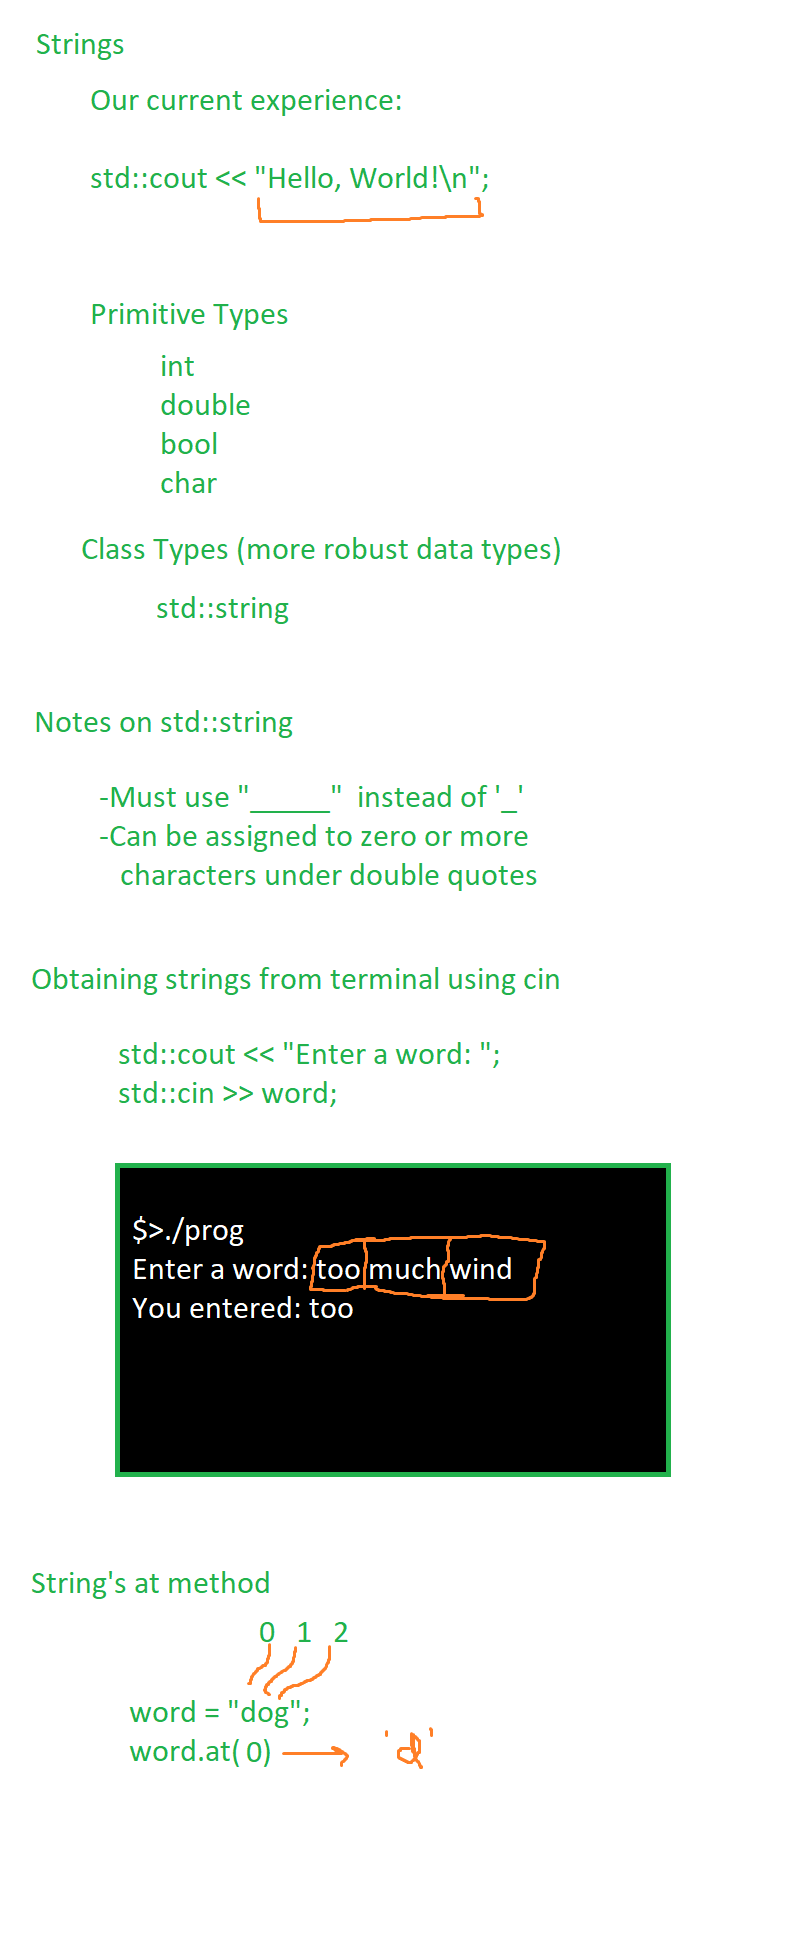 Strings
Our current experience:
std::cout << "Hello, World!\n";
Primitive Types
int
double
bool
char
Class Types (more robust data types)
std::string
Notes on std::string
-Must use "_____"  instead of '_'
-Can be assigned to zero or more
characters under double quotes
Obtaining strings from terminal using cin
std::cout << "Enter a word: ";
std::cin >> word;
$>./prog
Enter a word: too much wind
You entered: too
String's at method
0 1 2
word = "dog";
word.at( 0) 'd'